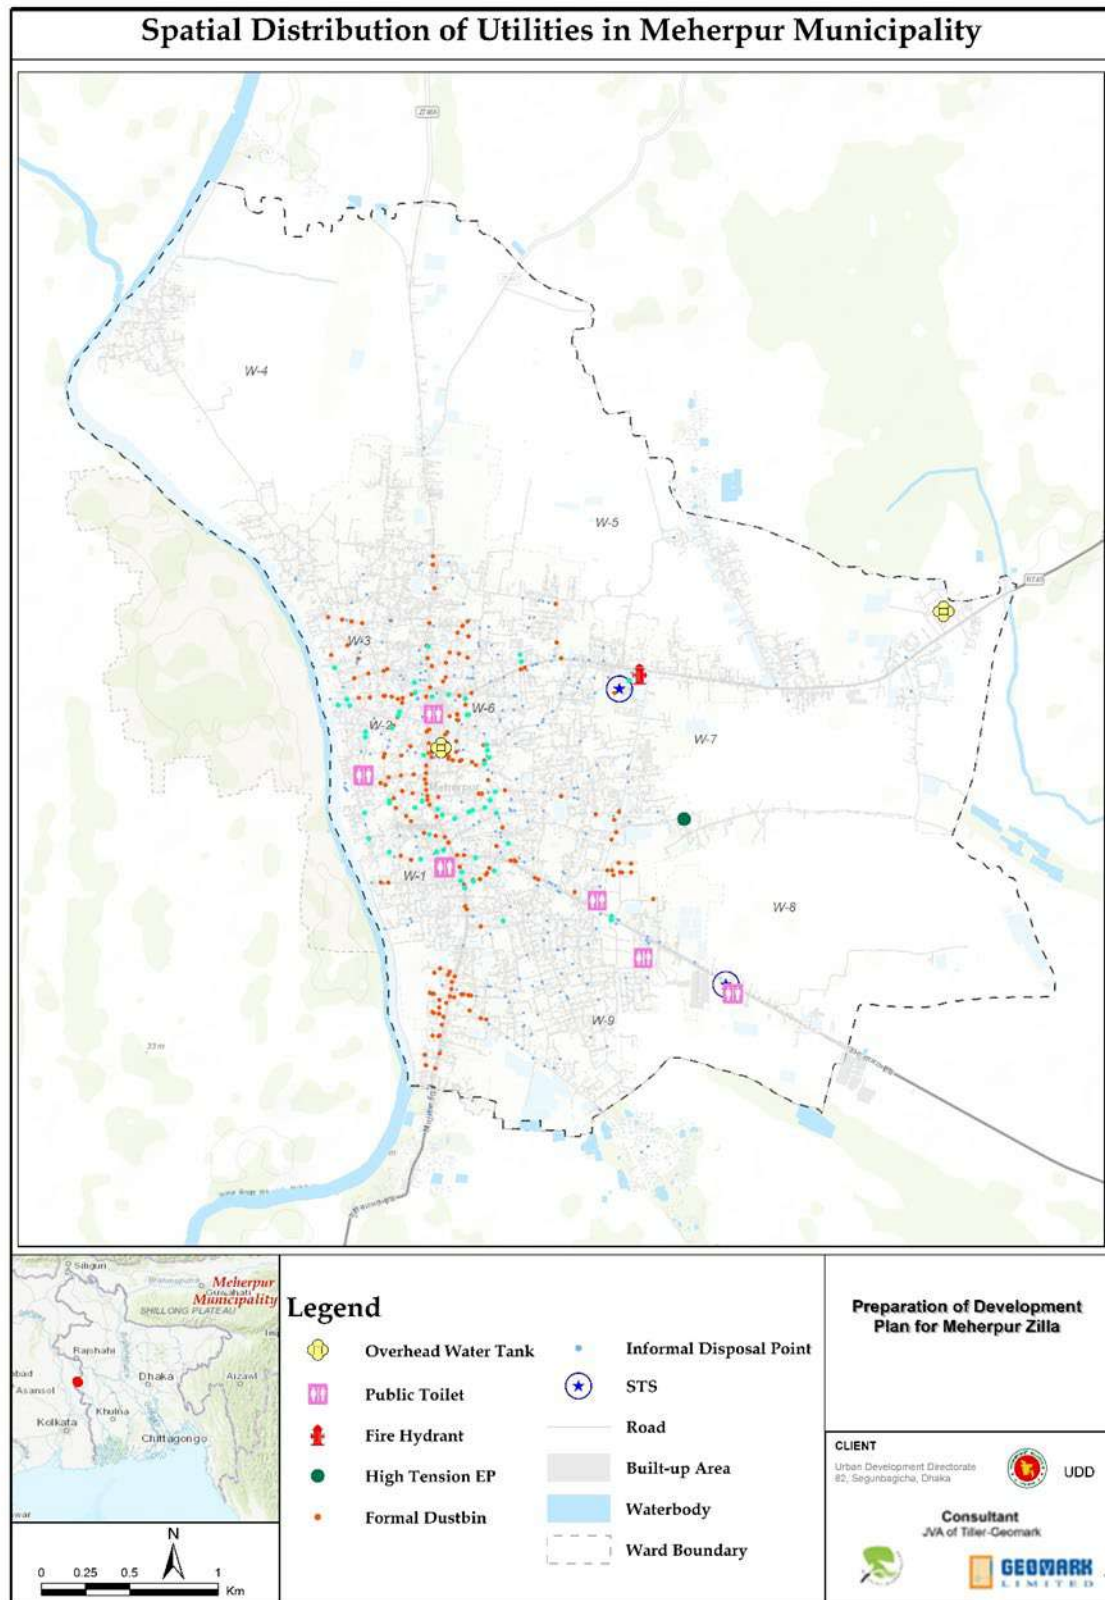 Spatial Distribution of Utilities in Meherpur Municipality
W-4
W-5
W-3
W-6
W-2
W-7
Meherpur
W-1
W-8
W-9
33 m
Siliguri
Meherpur
Municipality
Guwahati
SHILLONG PLATEAU
Rajshahi
Dhaka
Aizawl
Asansol
Khulna
Kolkata
Chittagongo
N
0 0.25 0.5 1
Km
Legend
Overhead Water Tank
Public Toilet
Fire Hydrant
High Tension EP
Formal Dustbin
Informal Disposal Point
STS
Road
Built-up Area
Waterbody
Ward Boundary
Preparation of Development
Plan for Meherpur Zilla
CLIENT
Urban Development Directorate
82, Segunbagicha, Dhaka
UDD
Consultant
JVA of Tiller-Geomark
GEOMARK
LIMITED